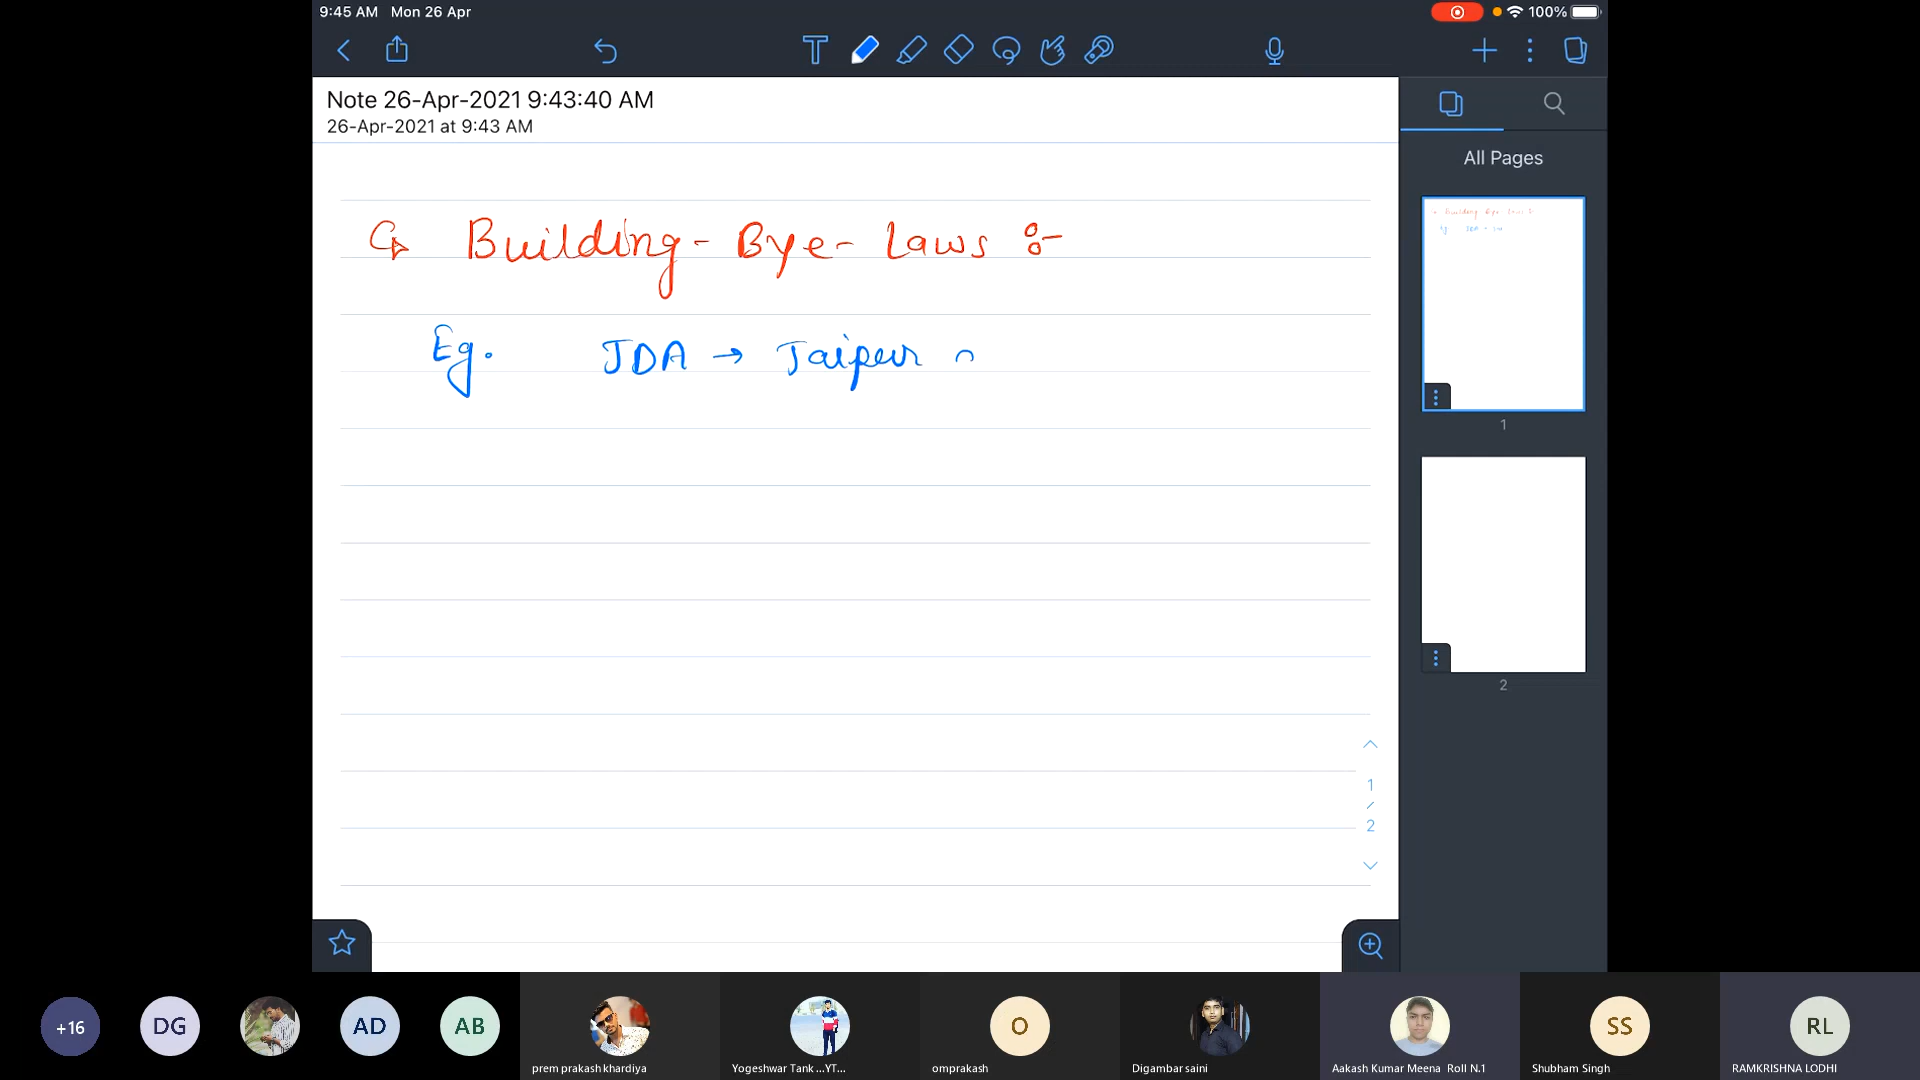 9:45 AM Mon 26 Apr
100%
Note 26-Apr-2021 9:43:40 AM
26-Apr-2021 at 9:43 AM
Building-Bye-Laws :-
Eg. JDA → Jaipur
All Pages
1
2
1
/
2
+16
DG
AD
AB
O
SS
RL
prem prakash khardiya
Yogeshwar Tank ...YT...
omprakash
Digambar saini
Aakash Kumar Meena Roll N.1
Shubham Singh
RAMKRISHNA LODHI